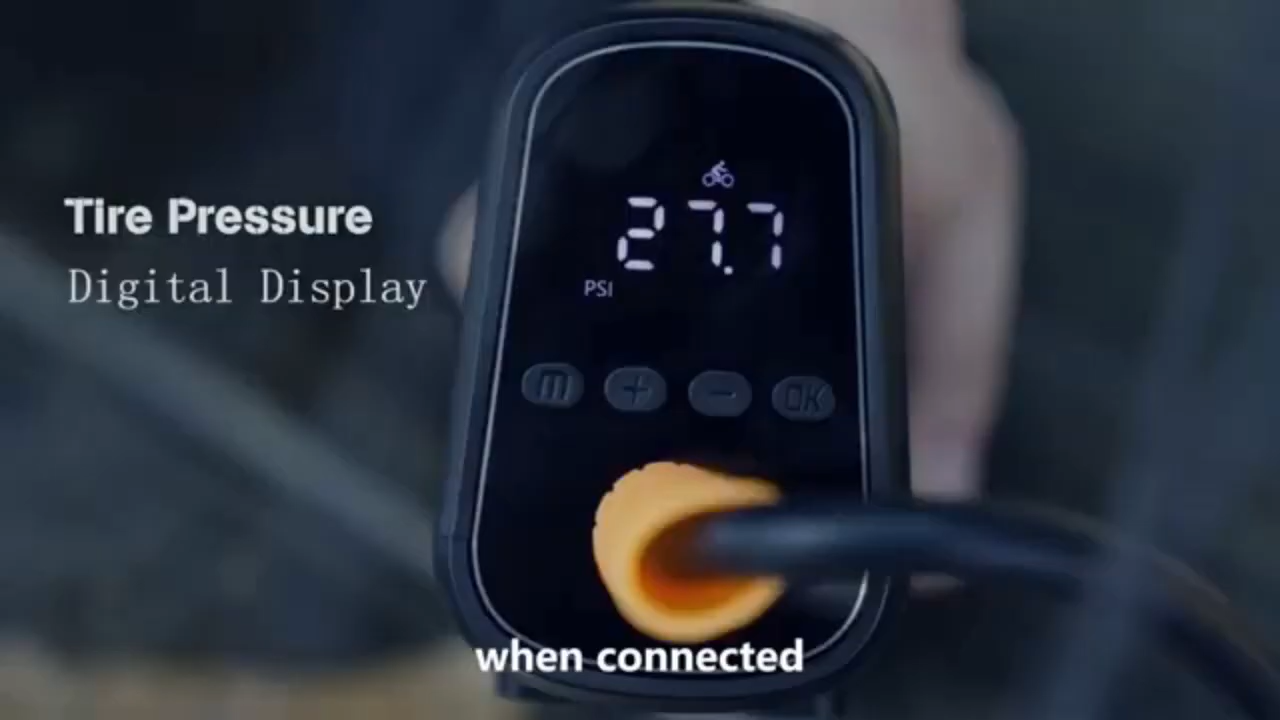 Tire Pressure
Digital Display
27.7
PSI
m + - OK
when connected